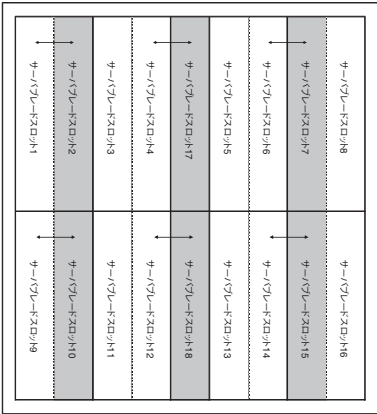 サーバブレードスロット1
サーバブレードスロット2
サーバブレードスロット3
サーバブレードスロット4
サーバブレードスロット17
サーバブレードスロット5
サーバブレードスロット6
サーバブレードスロット7
サーバブレードスロット8
サーバブレードスロット9
サーバブレードスロット10
サーバブレードスロット11
サーバブレードスロット12
サーバブレードスロット18
サーバブレードスロット13
サーバブレードスロット14
サーバブレードスロット15
サーバブレードスロット16